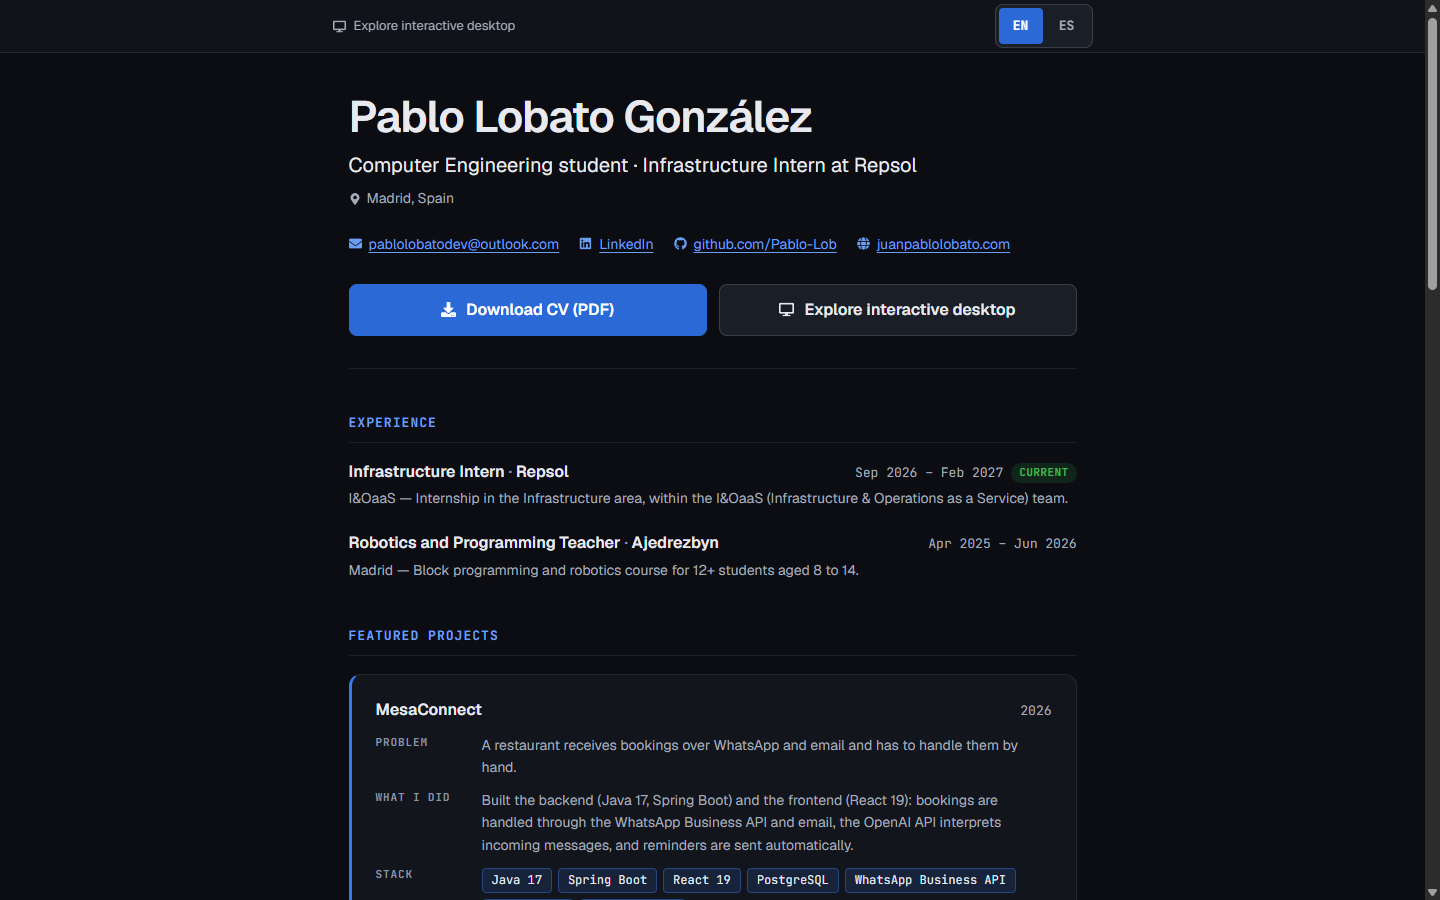 Explore interactive desktop
EN ES
Pablo Lobato González
Computer Engineering student · Infrastructure Intern at Repsol
Madrid, Spain
pablolobatodev@outlook.com LinkedIn github.com/Pablo-Lob juanpablolobato.com
Download CV (PDF) Explore interactive desktop
EXPERIENCE
Infrastructure Intern · Repsol Sep 2026 – Feb 2027 CURRENT
I&OaaS — Internship in the Infrastructure area, within the I&OaaS (Infrastructure & Operations as a Service) team.
Robotics and Programming Teacher · Ajedrezbyn Apr 2025 – Jun 2026
Madrid — Block programming and robotics course for 12+ students aged 8 to 14.
FEATURED PROJECTS
MesaConnect 2026
PROBLEM A restaurant receives bookings over WhatsApp and email and has to handle them by
hand.
WHAT I DID Built the backend (Java 17, Spring Boot) and the frontend (React 19): bookings are
handled through the WhatsApp Business API and email, the OpenAI API interprets
incoming messages, and reminders are sent automatically.
STACK Java 17 Spring Boot React 19 PostgreSQL WhatsApp Business API